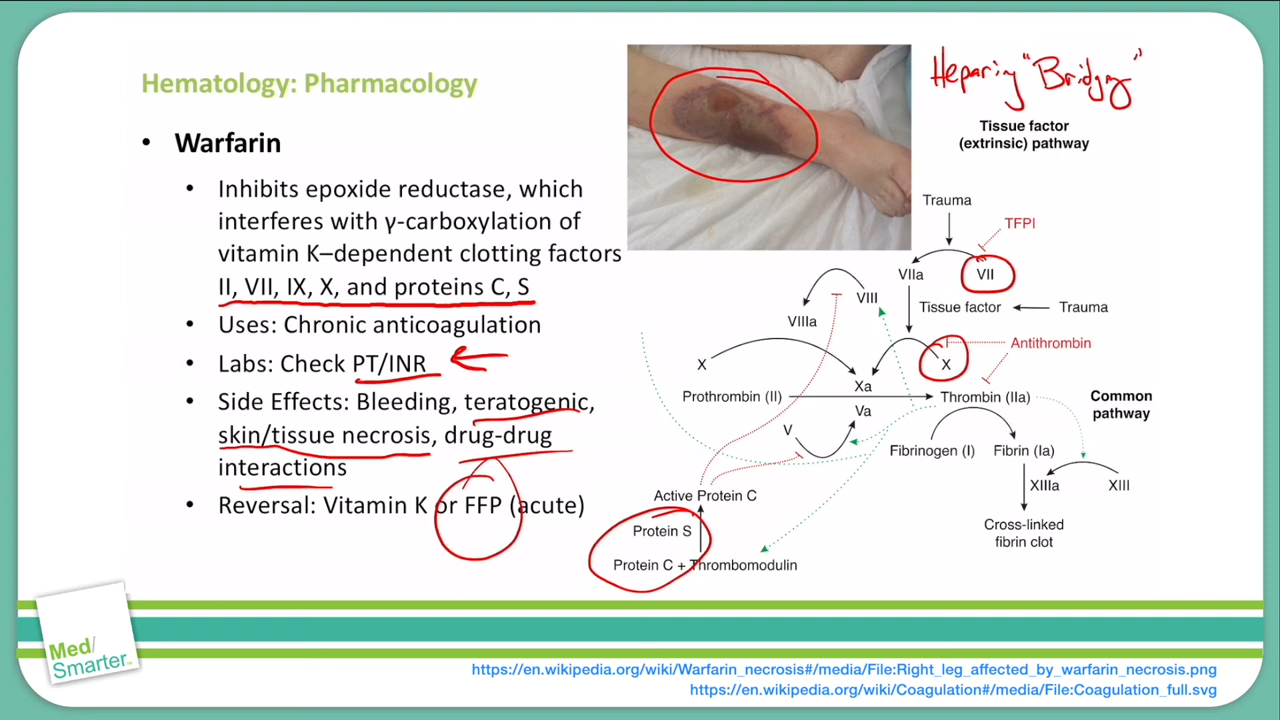 Hematology: Pharmacology
• Warfarin
• Inhibits epoxide reductase, which
interferes with γ-carboxylation of
vitamin K–dependent clotting factors
II, VII, IX, X, and proteins C, S
• Uses: Chronic anticoagulation
• Labs: Check PT/INR
• Side Effects: Bleeding, teratogenic,
skin/tissue necrosis, drug-drug
interactions
• Reversal: Vitamin K or FFP (acute)
Heparin "Bridging"
Tissue factor
(extrinsic) pathway
Trauma
TFPI
VIIa
VII
VIII
VIIIa
Tissue factor
Trauma
Antithrombin
X
X
Xa
Prothrombin (II)
Thrombin (IIa)
Common
pathway
Va
V
Fibrinogen (I)
Fibrin (Ia)
XIIIa
XIII
Active Protein C
Cross-linked
fibrin clot
Protein S
Protein C + Thrombomodulin
Med/
Smarter™
https://en.wikipedia.org/wiki/Warfarin_necrosis#/media/File:Right_leg_affected_by_warfarin_necrosis.png
https://en.wikipedia.org/wiki/Coagulation#/media/File:Coagulation_full.svg